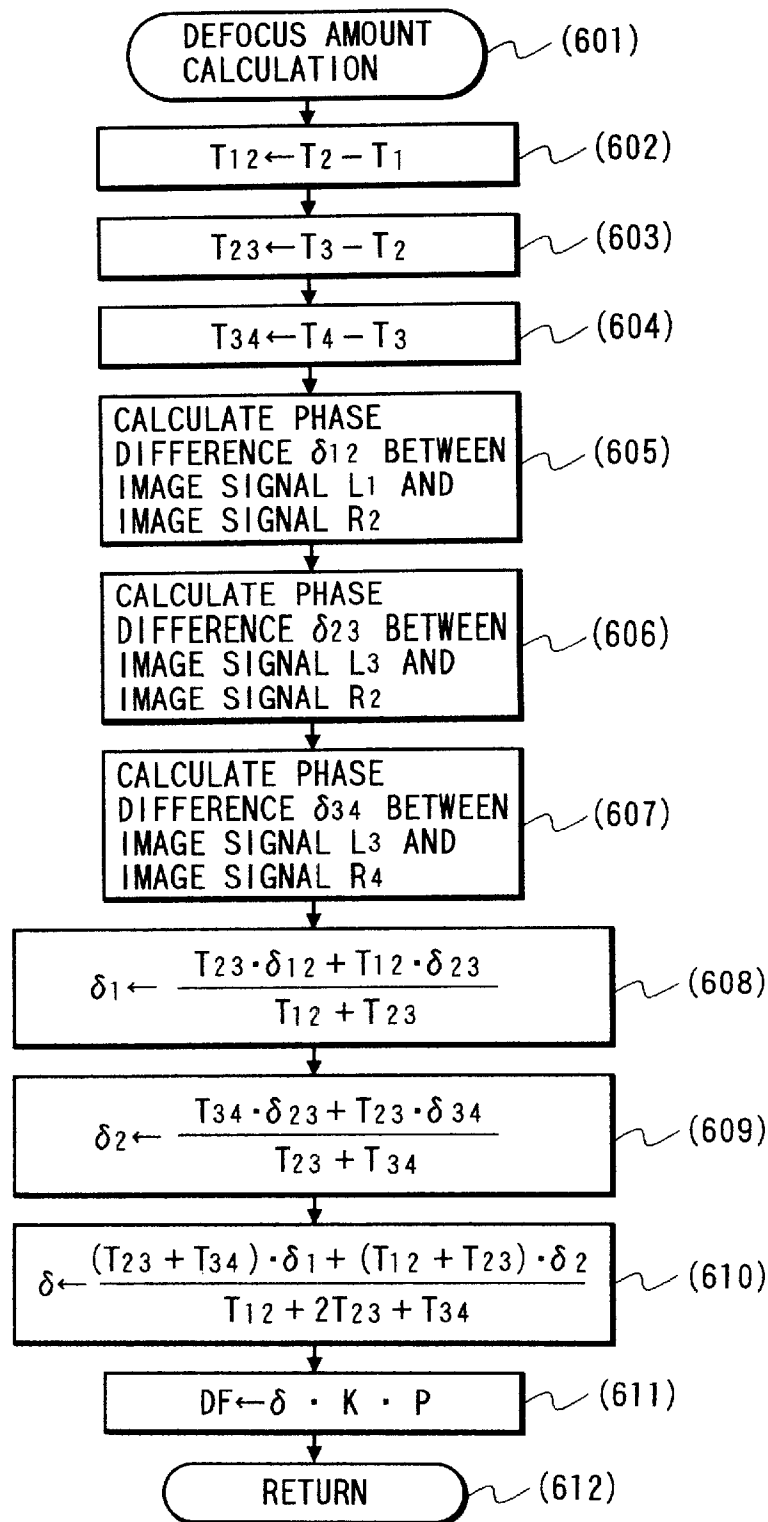 DEFOCUS AMOUNT
CALCULATION
(601)
T12←T2 – T1
(602)
T23←T3 – T2
(603)
T34←T4 – T3
(604)
CALCULATE PHASE
DIFFERENCE δ12 BETWEEN
IMAGE SIGNAL L1 AND
IMAGE SIGNAL R2
(605)
CALCULATE PHASE
DIFFERENCE δ23 BETWEEN
IMAGE SIGNAL L3 AND
IMAGE SIGNAL R2
(606)
CALCULATE PHASE
DIFFERENCE δ34 BETWEEN
IMAGE SIGNAL L3 AND
IMAGE SIGNAL R4
(607)
δ1← T23·δ12 + T12·δ23
T12 + T23
(608)
δ2← T34·δ23 + T23·δ34
T23 + T34
(609)
δ← (T23 + T34)·δ1 + (T12 + T23)·δ2
T12 + 2T23 + T34
(610)
DF←δ · K · P
(611)
RETURN
(612)